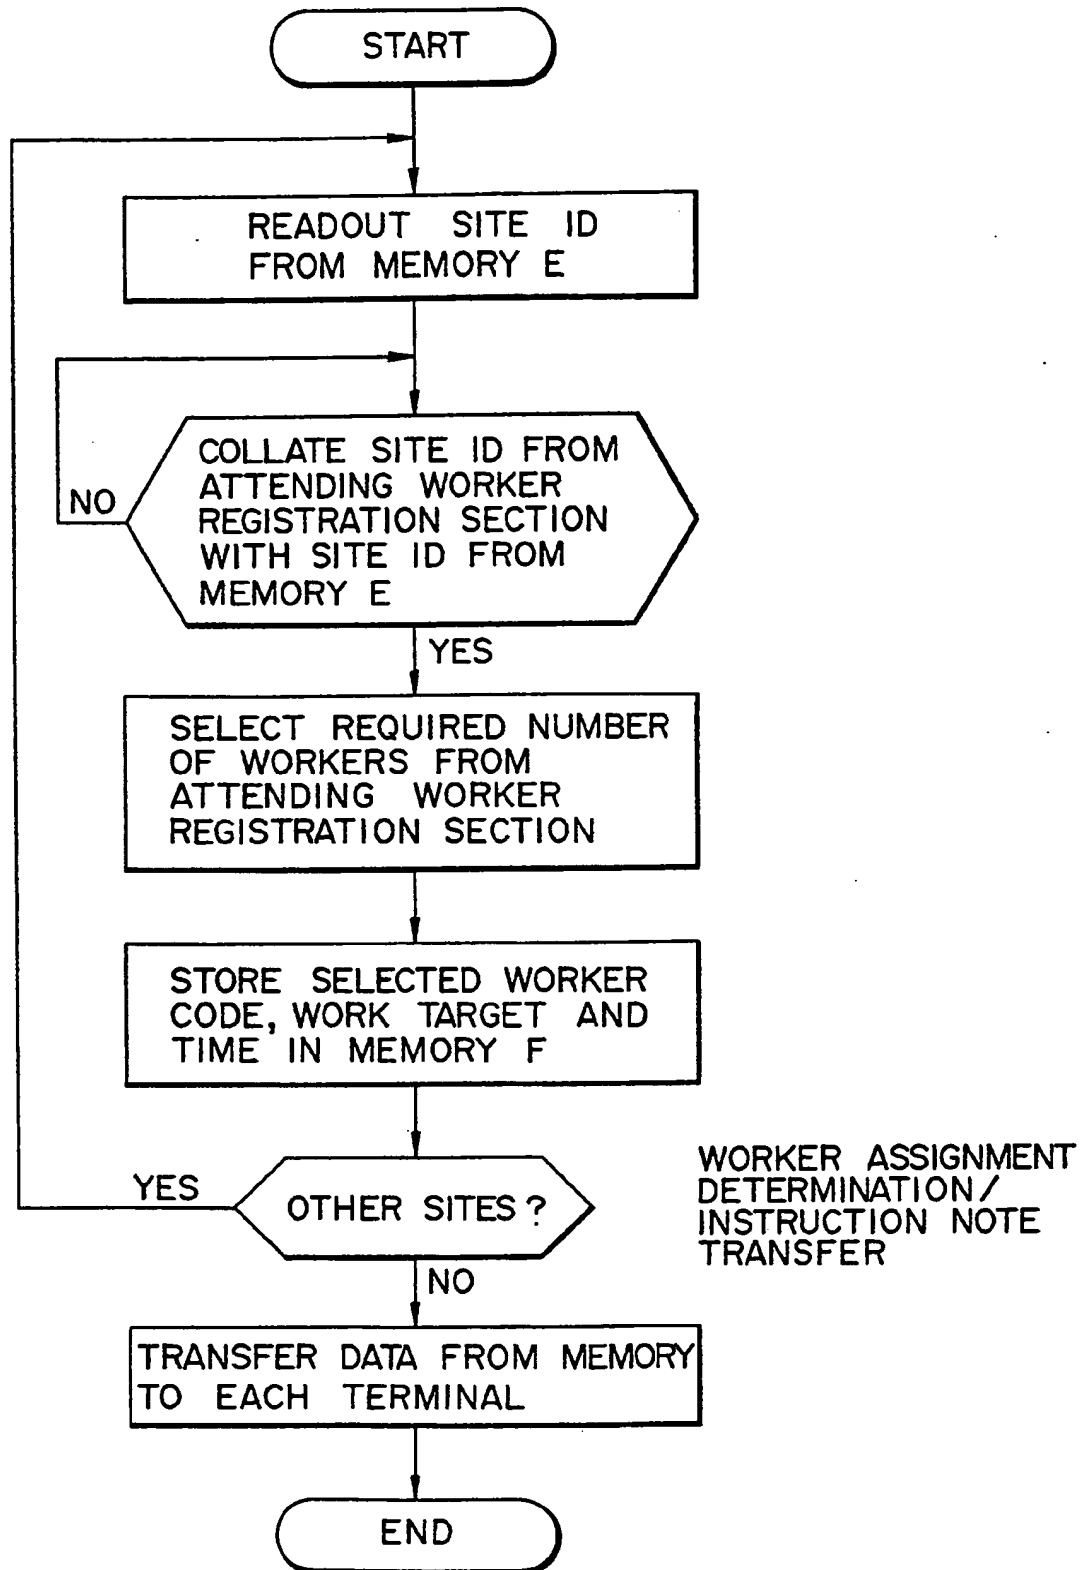 START
READOUT SITE ID
FROM MEMORY E
COLLATE SITE ID FROM
ATTENDING WORKER
REGISTRATION SECTION
WITH SITE ID FROM
MEMORY E
NO
YES
SELECT REQUIRED NUMBER
OF WORKERS FROM
ATTENDING WORKER
REGISTRATION SECTION
STORE SELECTED WORKER
CODE, WORK TARGET AND
TIME IN MEMORY F
YES
OTHER SITES?
NO
WORKER ASSIGNMENT
DETERMINATION/
INSTRUCTION NOTE
TRANSFER
TRANSFER DATA FROM MEMORY
TO EACH TERMINAL
END